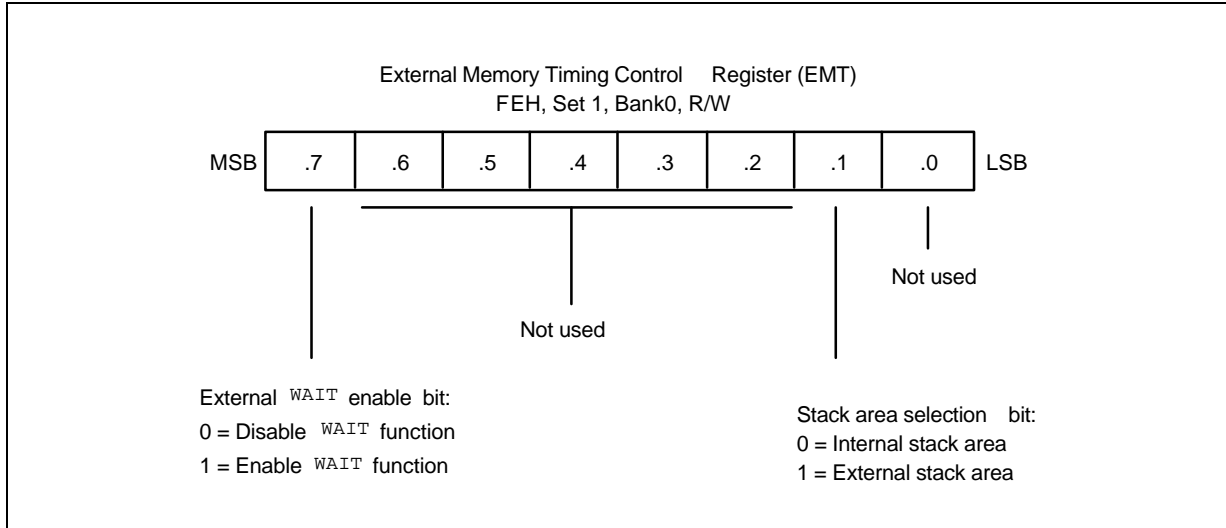 External Memory Timing Control Register (EMT)
FEH, Set 1, Bank0, R/W
MSB .7 .6 .5 .4 .3 .2 .1 .0 LSB
Not used
Not used
External WAIT enable bit:
0 = Disable WAIT function
1 = Enable WAIT function
Stack area selection bit:
0 = Internal stack area
1 = External stack area